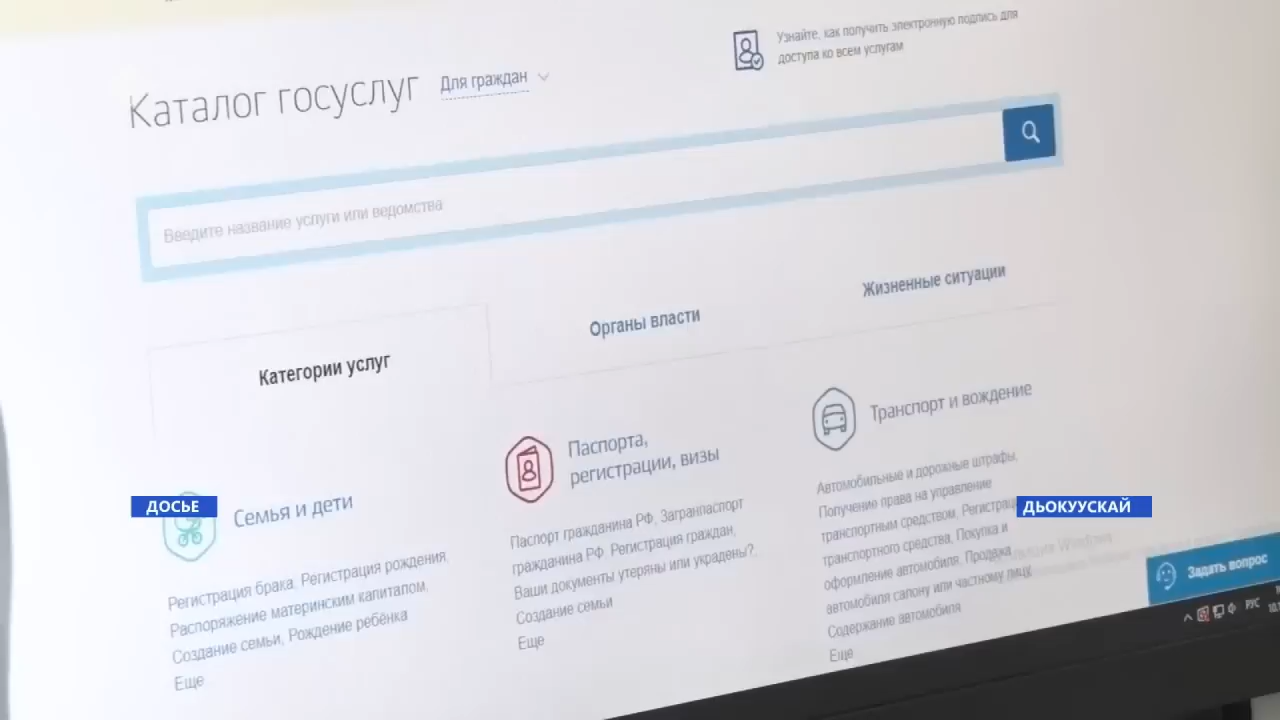 Узнайте, как получить электронную подпись для
доступа ко всем услугам
Каталог госуслуг
Для граждан
Введите название услуги или ведомства
Категории услуг
Органы власти
Жизненные ситуации
Семья и дети
Регистрация брака, Регистрация рождения,
Распоряжение материнским капиталом,
Создание семьи, Рождение ребёнка
Еще
Паспорта,
регистрации, визы
Паспорт гражданина РФ, Загранпаспорт
гражданина РФ, Регистрация граждан,
Ваши документы утеряны или украдены?,
Создание семьи
Еще
Транспорт и вождение
Автомобильные и дорожные штрафы,
Получение права на управление
транспортным средством,
транспортного средства, Покупка и
оформление автомобиля, Продажа
автомобиля салону или частному лицу,
Содержание автомобиля
Еще
Windows
Задать вопрос
РУС
ДОСЬЕ
ДЬОКУУСКАЙ